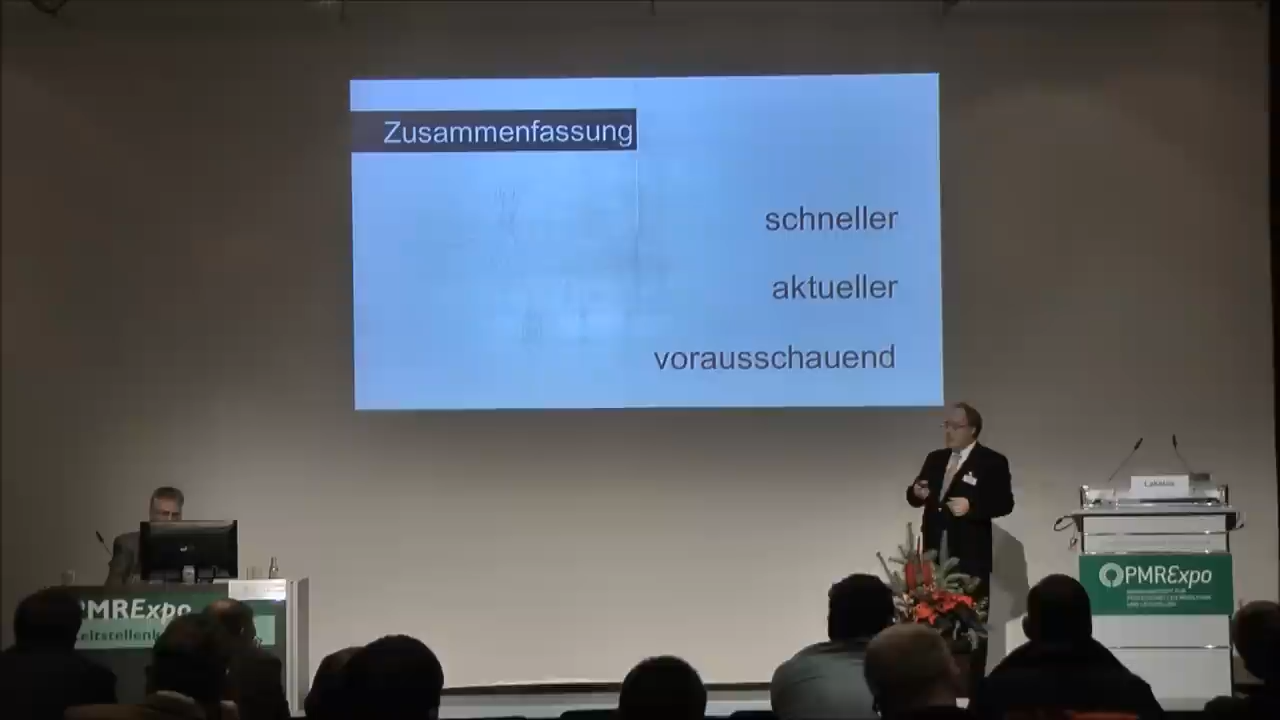 Zusammenfassung
schneller
aktueller
vorausschauend
PMRExpo
PMRExpo